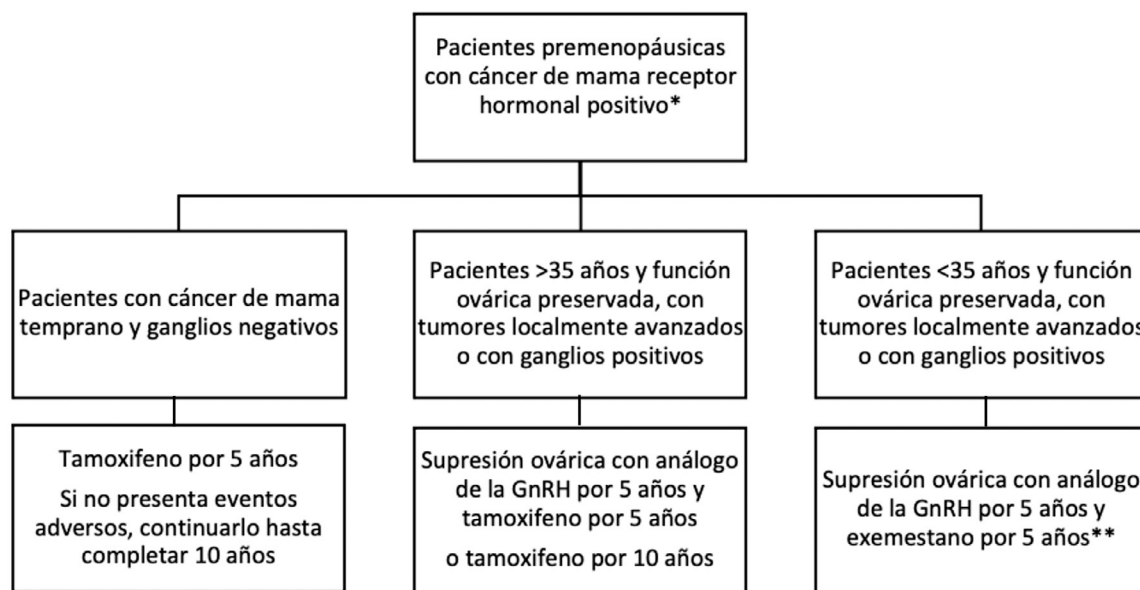 Pacientes premenopáusicas
con cáncer de mama receptor
hormonal positivo*
Pacientes con cáncer de mama
temprano y ganglios negativos
Pacientes >35 años y función
ovárica preservada, con
tumores localmente avanzados
o con ganglios positivos
Pacientes <35 años y función
ovárica preservada, con
tumores localmente avanzados
o con ganglios positivos
Tamoxifeno por 5 años
Si no presenta eventos
adversos, continuarlo hasta
completar 10 años
Supresión ovárica con análogo
de la GnRH por 5 años y
tamoxifeno por 5 años
o tamoxifeno por 10 años
Supresión ovárica con análogo
de la GnRH por 5 años y
exemestano por 5 años**